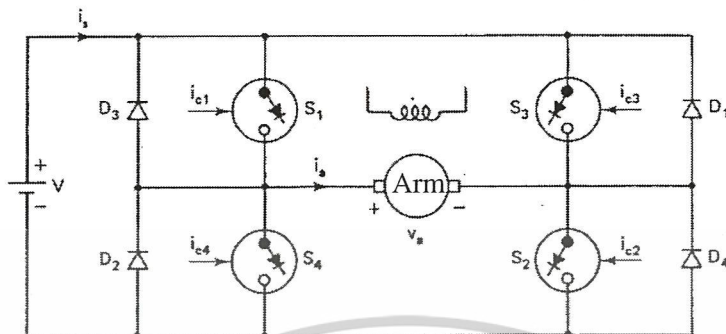 i_s
D_3
i_c1
S_1
S_3
i_c3
D_1
+
V
-
i_a
Arm
+
-
v_a
D_2
i_c4
S_4
S_2
i_c2
D_4